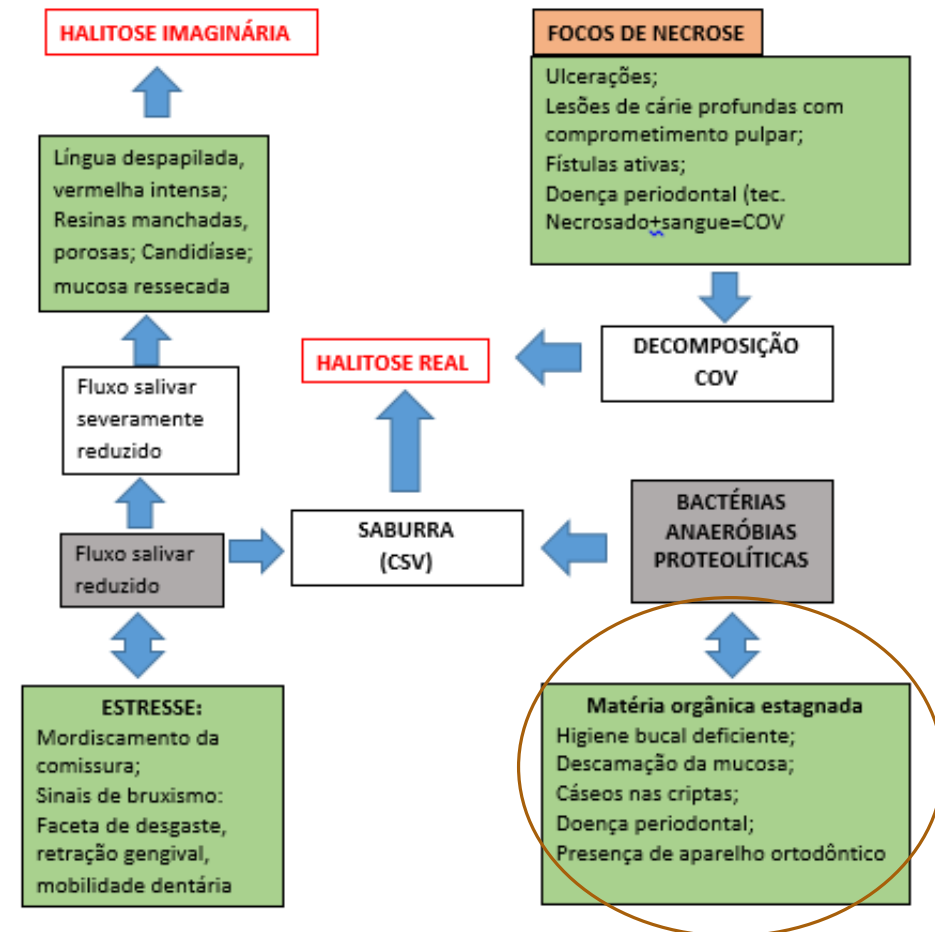 HALITOSE IMAGINÁRIA
FOCOS DE NECROSE
Ulcerações;
Lesões de cárie profundas com
comprometimento pulpar;
Fístulas ativas;
Doença periodontal (tec.
Necrosado+sangue=COV
Língua despapilada,
vermelha intensa;
Resinas manchadas,
porosas; Candidíase;
mucosa ressecada
HALITOSE REAL
DECOMPOSIÇÃO
COV
Fluxo salivar
severamente
reduzido
SABURRA
(CSV)
BACTÉRIAS
ANAERÓBIAS
PROTEOLÍTICAS
Fluxo salivar
reduzido
ESTRESSE:
Mordiscamento da
comissura;
Sinais de bruxismo:
Faceta de desgaste,
retração gengival,
mobilidade dentária
Matéria orgânica estagnada
Higiene bucal deficiente;
Descamação da mucosa;
Cáseos nas criptas;
Doença periodontal;
Presença de aparelho ortodôntico